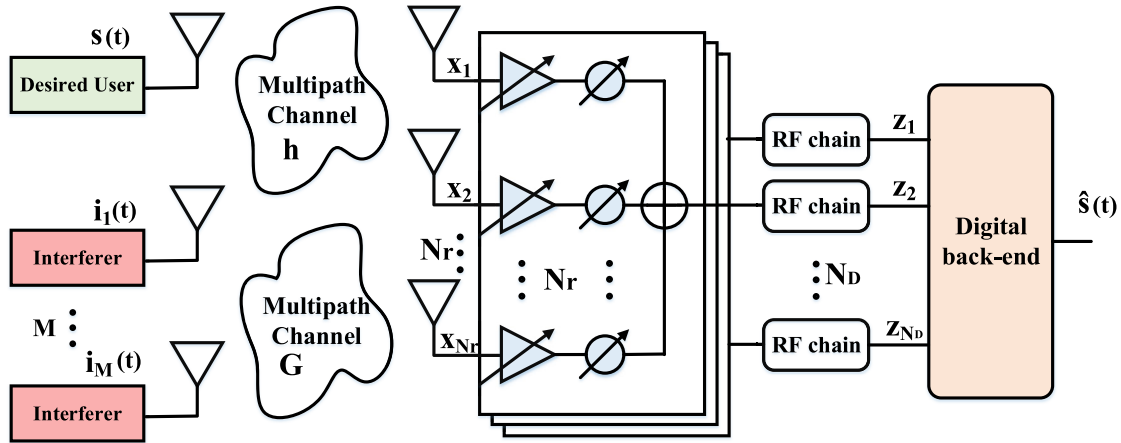 s(t)
Desired User
Multipath
Channel
h
i1(t)
Interferer
M
iM(t)
Interferer
Multipath
Channel
G
x1
x2
Nr
xNr
Nr
RF chain
z1
RF chain
z2
ND
RF chain
zND
Digital
back-end
ŝ(t)